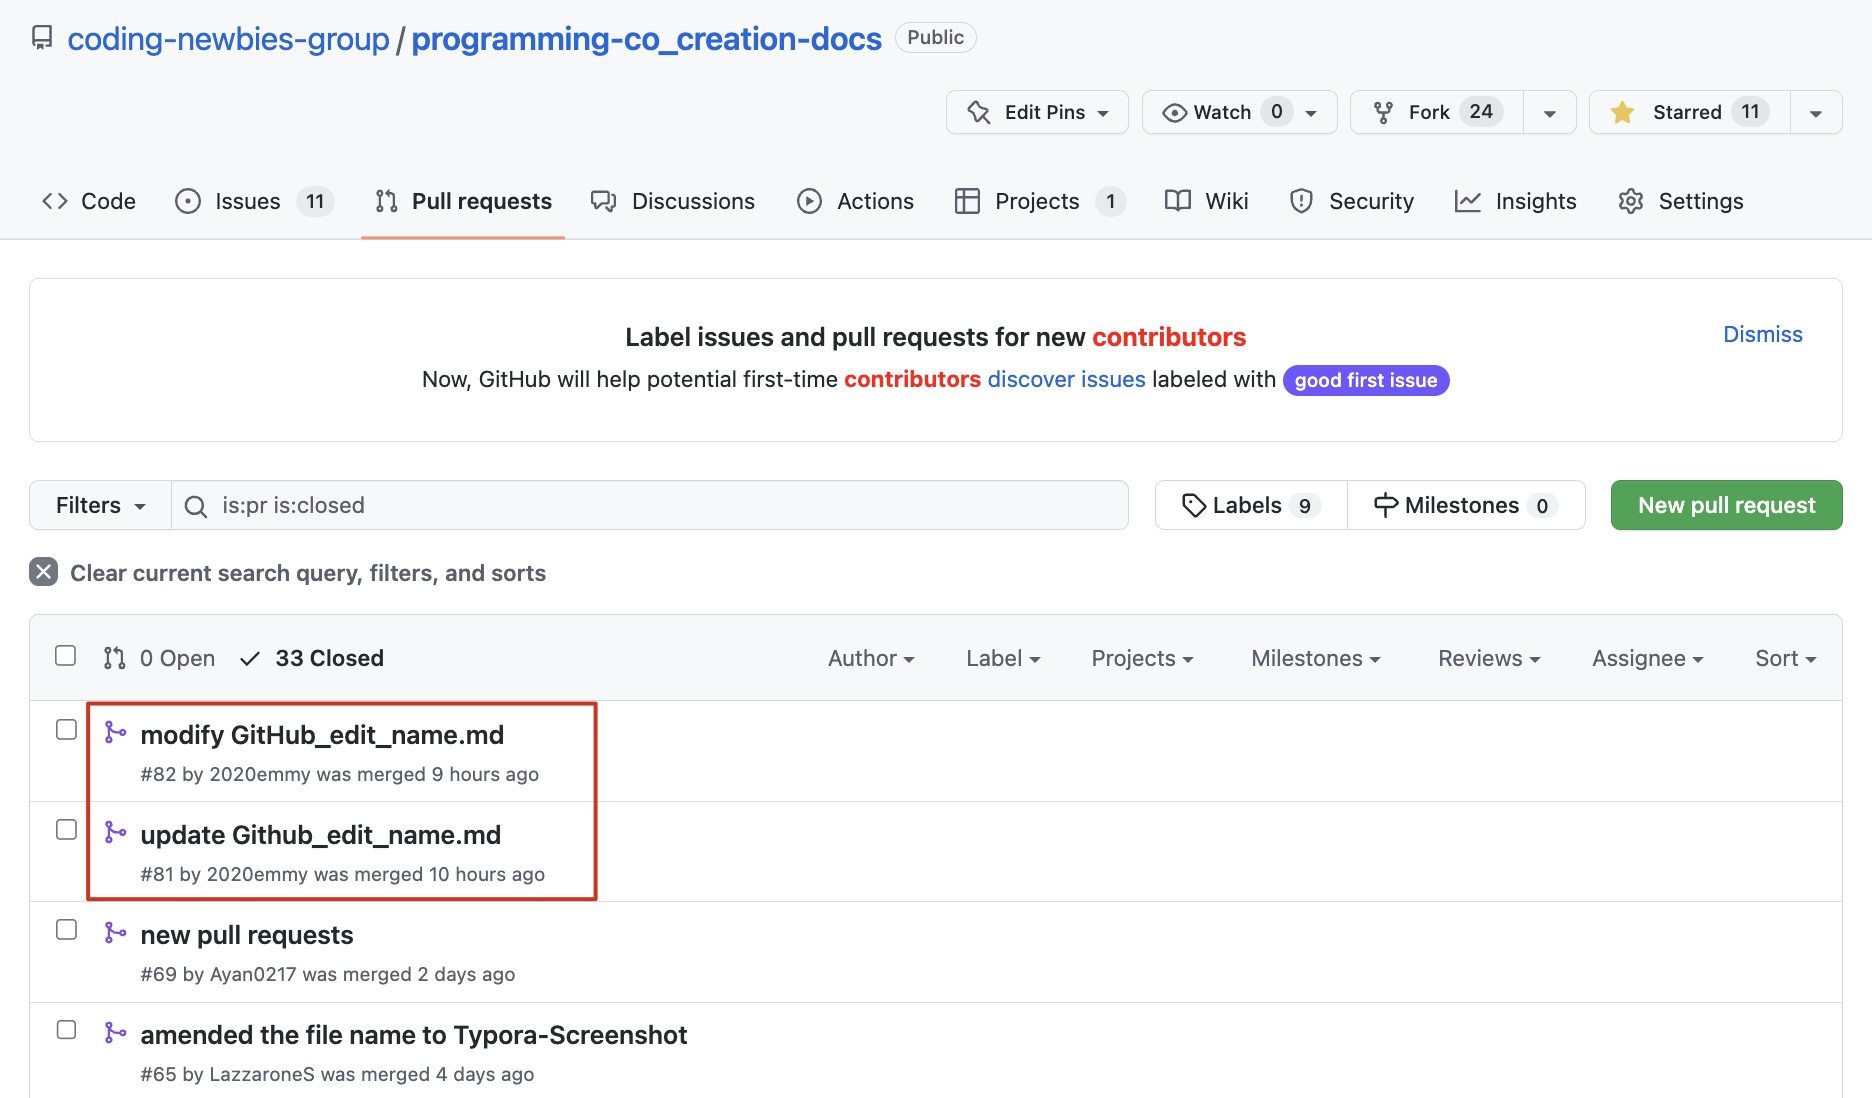 coding-newbies-group / programming-co_creation-docs Public
Edit Pins Watch 0 Fork 24 Starred 11
Code Issues 11 Pull requests Discussions Actions Projects 1 Wiki Security Insights Settings
Label issues and pull requests for new contributors
Dismiss
Now, GitHub will help potential first-time contributors discover issues labeled with good first issue
Filters is:pr is:closed Labels 9 Milestones 0 New pull request
Clear current search query, filters, and sorts
0 Open 33 Closed Author Label Projects Milestones Reviews Assignee Sort
modify GitHub_edit_name.md
#82 by 2020emmy was merged 9 hours ago
update Github_edit_name.md
#81 by 2020emmy was merged 10 hours ago
new pull requests
#69 by Ayan0217 was merged 2 days ago
amended the file name to Typora-Screenshot
#65 by LazzaroneS was merged 4 days ago